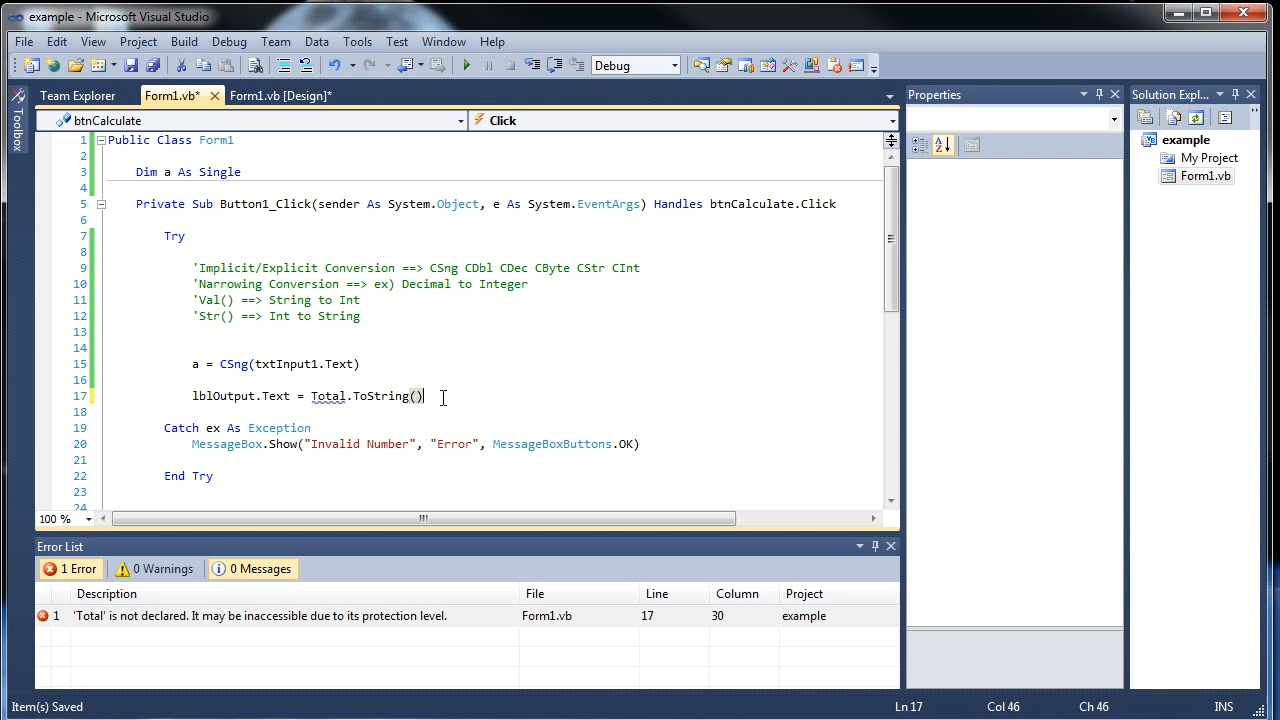 example - Microsoft Visual Studio
File Edit View Project Build Debug Team Data Tools Test Window Help
Debug
Team Explorer Form1.vb* Form1.vb [Design]*
btnCalculate Click
1 Public Class Form1
2
3 Dim a As Single
4
5 Private Sub Button1_Click(sender As System.Object, e As System.EventArgs) Handles btnCalculate.Click
6
7 Try
8
9 'Implicit/Explicit Conversion ==> CSng CDbl CDec CByte CStr CInt
10 'Narrowing Conversion ==> ex) Decimal to Integer
11 'Val() ==> String to Int
12 'Str() ==> Int to String
13
14
15 a = CSng(txtInput1.Text)
16
17 lblOutput.Text = Total.ToString()
18
19 Catch ex As Exception
20 MessageBox.Show("Invalid Number", "Error", MessageBoxButtons.OK)
21
22 End Try
23
24
100 %
Toolbox
Properties
Solution Expl...
example
My Project
Form1.vb
Error List
1 Error 0 Warnings 0 Messages
Description File Line Column Project
1 'Total' is not declared. It may be inaccessible due to its protection level. Form1.vb 17 30 example
Item(s) Saved Ln 17 Col 46 Ch 46 INS